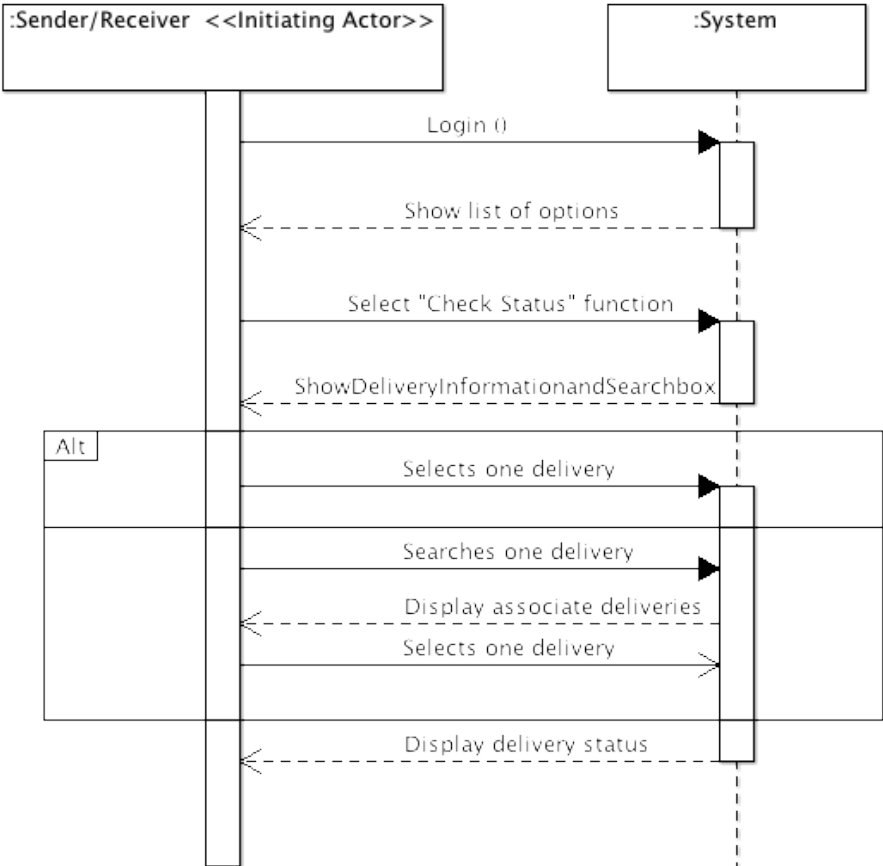 :Sender/Receiver <<Initiating Actor>>
:System
Login ()
Show list of options
Select "Check Status" function
ShowDeliveryInformationandSearchbox
Alt
Selects one delivery
Searches one delivery
Display associate deliveries
Selects one delivery
Display delivery status